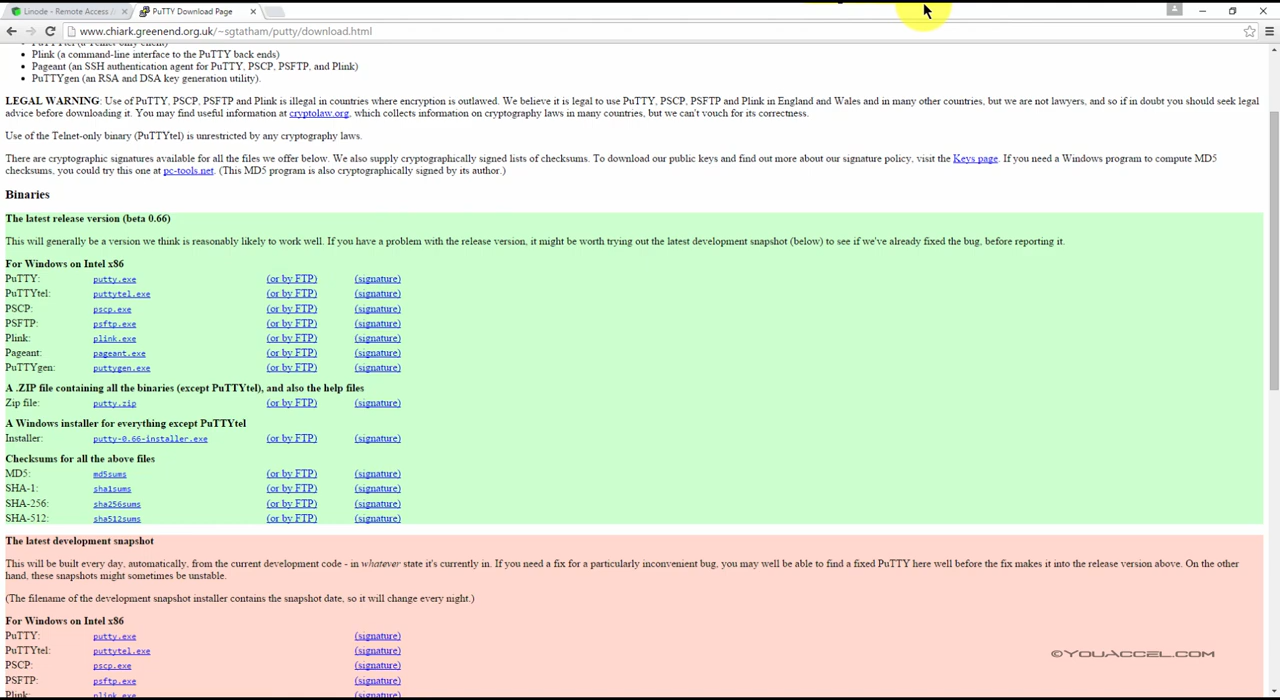 Linode - Remote Access
PuTTY Download Page
www.chiark.greenend.org.uk/~sgtatham/putty/download.html
PuTTYtel (a Telnet-only client)
Plink (a command-line interface to the PuTTY back ends)
Pageant (an SSH authentication agent for PuTTY, PSCP, PSFTP, and Plink)
PuTTYgen (an RSA and DSA key generation utility).
LEGAL WARNING: Use of PuTTY, PSCP, PSFTP and Plink is illegal in countries where encryption is outlawed. We believe it is legal to use PuTTY, PSCP, PSFTP and Plink in England and Wales and in many other countries, but we are not lawyers, and so if in doubt you should seek legal
advice before downloading it. You may find useful information at cryptolaw.org, which collects information on cryptography laws in many countries, but we can't vouch for its correctness.
Use of the Telnet-only binary (PuTTYtel) is unrestricted by any cryptography laws.
There are cryptographic signatures available for all the files we offer below. We also supply cryptographically signed lists of checksums. To download our public keys and find out more about our signature policy, visit the Keys page. If you need a Windows program to compute MD5
checksums, you could try this one at pc-tools.net. (This MD5 program is also cryptographically signed by its author.)
Binaries
The latest release version (beta 0.66)
This will generally be a version we think is reasonably likely to work well. If you have a problem with the release version, it might be worth trying out the latest development snapshot (below) to see if we've already fixed the bug, before reporting it.
For Windows on Intel x86
PuTTY: putty.exe (or by FTP) (signature)
PuTTYtel: puttytel.exe (or by FTP) (signature)
PSCP: pscp.exe (or by FTP) (signature)
PSFTP: psftp.exe (or by FTP) (signature)
Plink: plink.exe (or by FTP) (signature)
Pageant: pageant.exe (or by FTP) (signature)
PuTTYgen: puttygen.exe (or by FTP) (signature)
A .ZIP file containing all the binaries (except PuTTYtel), and also the help files
Zip file: putty.zip (or by FTP) (signature)
A Windows installer for everything except PuTTYtel
Installer: putty-0.66-installer.exe (or by FTP) (signature)
Checksums for all the above files
MD5: md5sums (or by FTP) (signature)
SHA-1: sha1sums (or by FTP) (signature)
SHA-256: sha256sums (or by FTP) (signature)
SHA-512: sha512sums (or by FTP) (signature)
The latest development snapshot
This will be built every day, automatically, from the current development code - in whatever state it's currently in. If you need a fix for a particularly inconvenient bug, you may well be able to find a fixed PuTTY here well before the fix makes it into the release version above. On the other
hand, these snapshots might sometimes be unstable.
(The filename of the development snapshot installer contains the snapshot date, so it will change every night.)
For Windows on Intel x86
PuTTY: putty.exe (signature)
PuTTYtel: puttytel.exe (signature)
PSCP: pscp.exe (signature)
PSFTP: psftp.exe (signature)
Plink: plink.exe (signature)
©YOUACCEL.COM